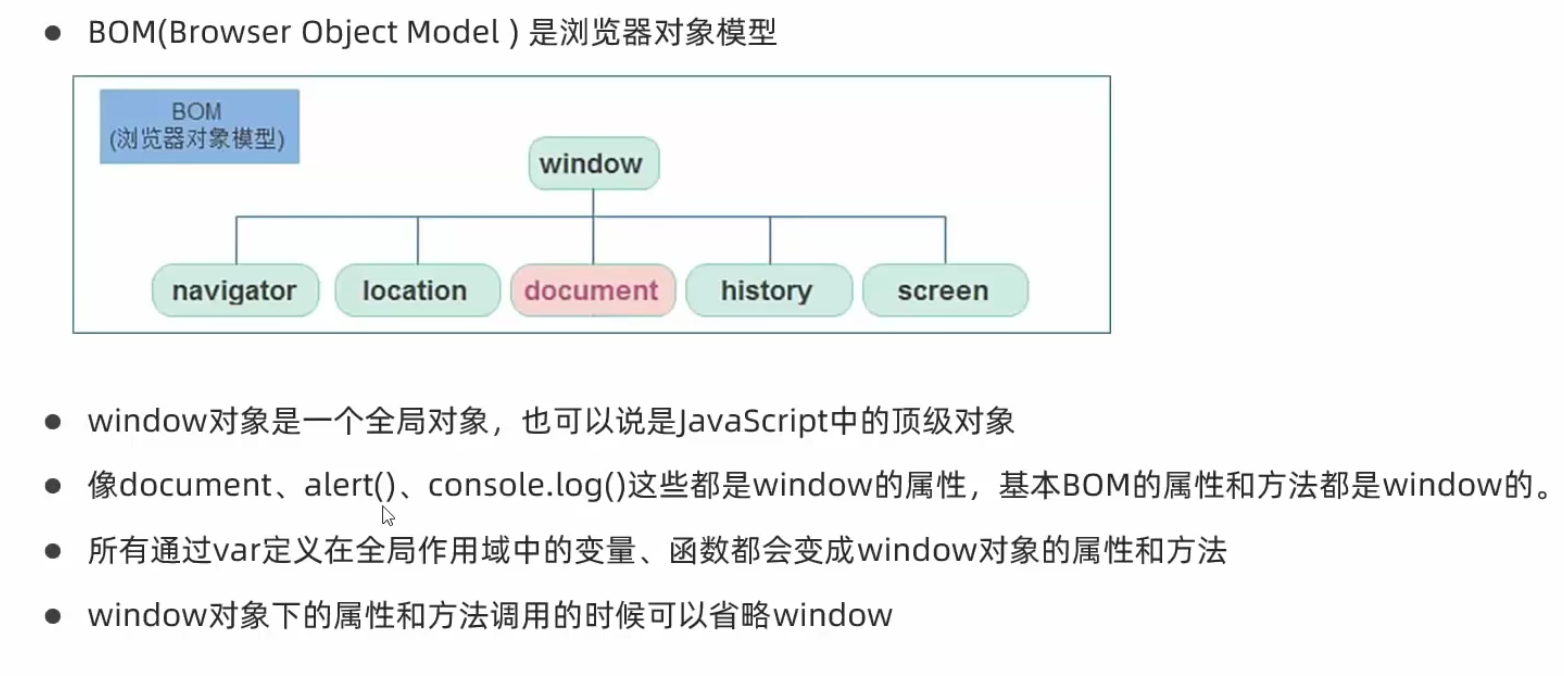 BOM(Browser Object Model ) 是浏览器对象模型
BOM
(浏览器对象模型)
window
navigator
location
document
history
screen
window对象是一个全局对象，也可以说是JavaScript中的顶级对象
像document、alert()、console.log()这些都是window的属性，基本BOM的属性和方法都是window的。
所有通过var定义在全局作用域中的变量、函数都会变成window对象的属性和方法
window对象下的属性和方法调用的时候可以省略window